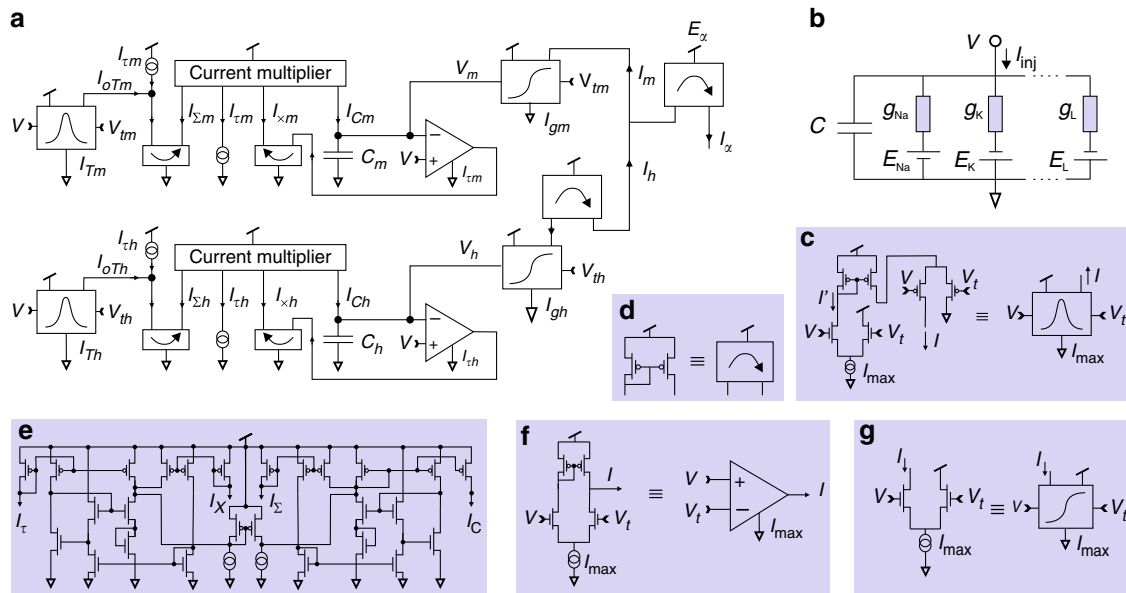 a
I_τm
I_oTm
Current multiplier
V
V_tm
I_Tm
I_Σm
I_τm
I_×m
I_Cm
C_m
V
−
+
I_τm
V_m
V_tm
I_gm
I_m
E_α
I_α
I_h
I_τh
I_oTh
Current multiplier
V
V_th
I_Th
I_Σh
I_τh
I_×h
I_Ch
C_h
V
−
+
I_τh
V_h
V_th
I_gh
b
V
I_inj
C
g_Na
g_K
g_L
E_Na
E_K
E_L
c
I'
V
V_t
I_max
V
V_t
I
≡
I
V
V_t
I_max
d
≡
e
I_τ
I_X
I_Σ
I_C
f
I
V
V_t
I_max
≡
V
+
V_t
−
I
I_max
g
I
V
V_t
I_max
≡
I
V
V_t
I_max